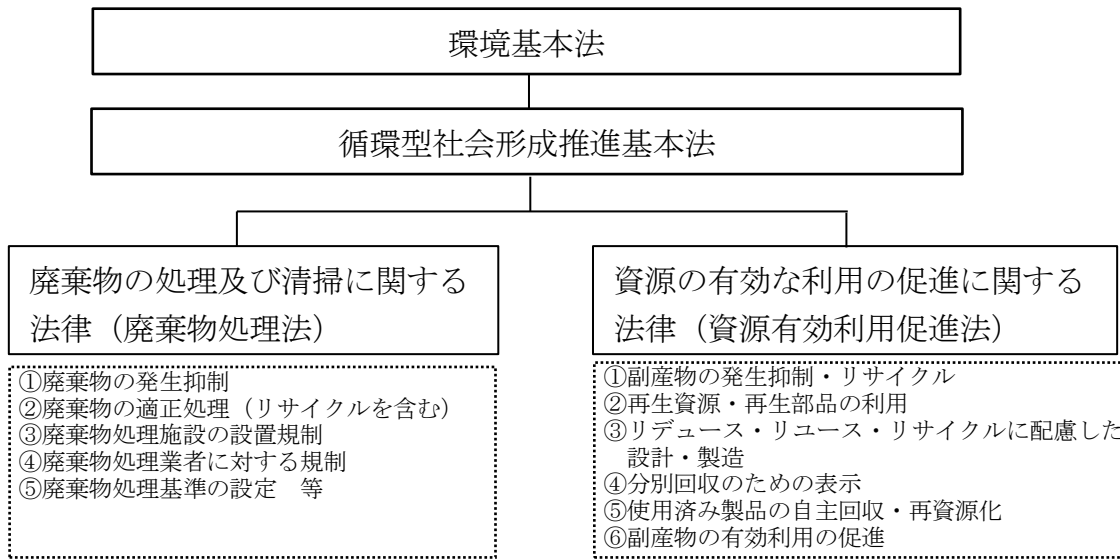 環境基本法
循環型社会形成推進基本法
廃棄物の処理及び清掃に関する
法律（廃棄物処理法）
①廃棄物の発生抑制
②廃棄物の適正処理（リサイクルを含む）
③廃棄物処理施設の設置規制
④廃棄物処理業者に対する規制
⑤廃棄物処理基準の設定　等
資源の有効な利用の促進に関する
法律（資源有効利用促進法）
①副産物の発生抑制・リサイクル
②再生資源・再生部品の利用
③リデュース・リユース・リサイクルに配慮した
設計・製造
④分別回収のための表示
⑤使用済み製品の自主回収・再資源化
⑥副産物の有効利用の促進